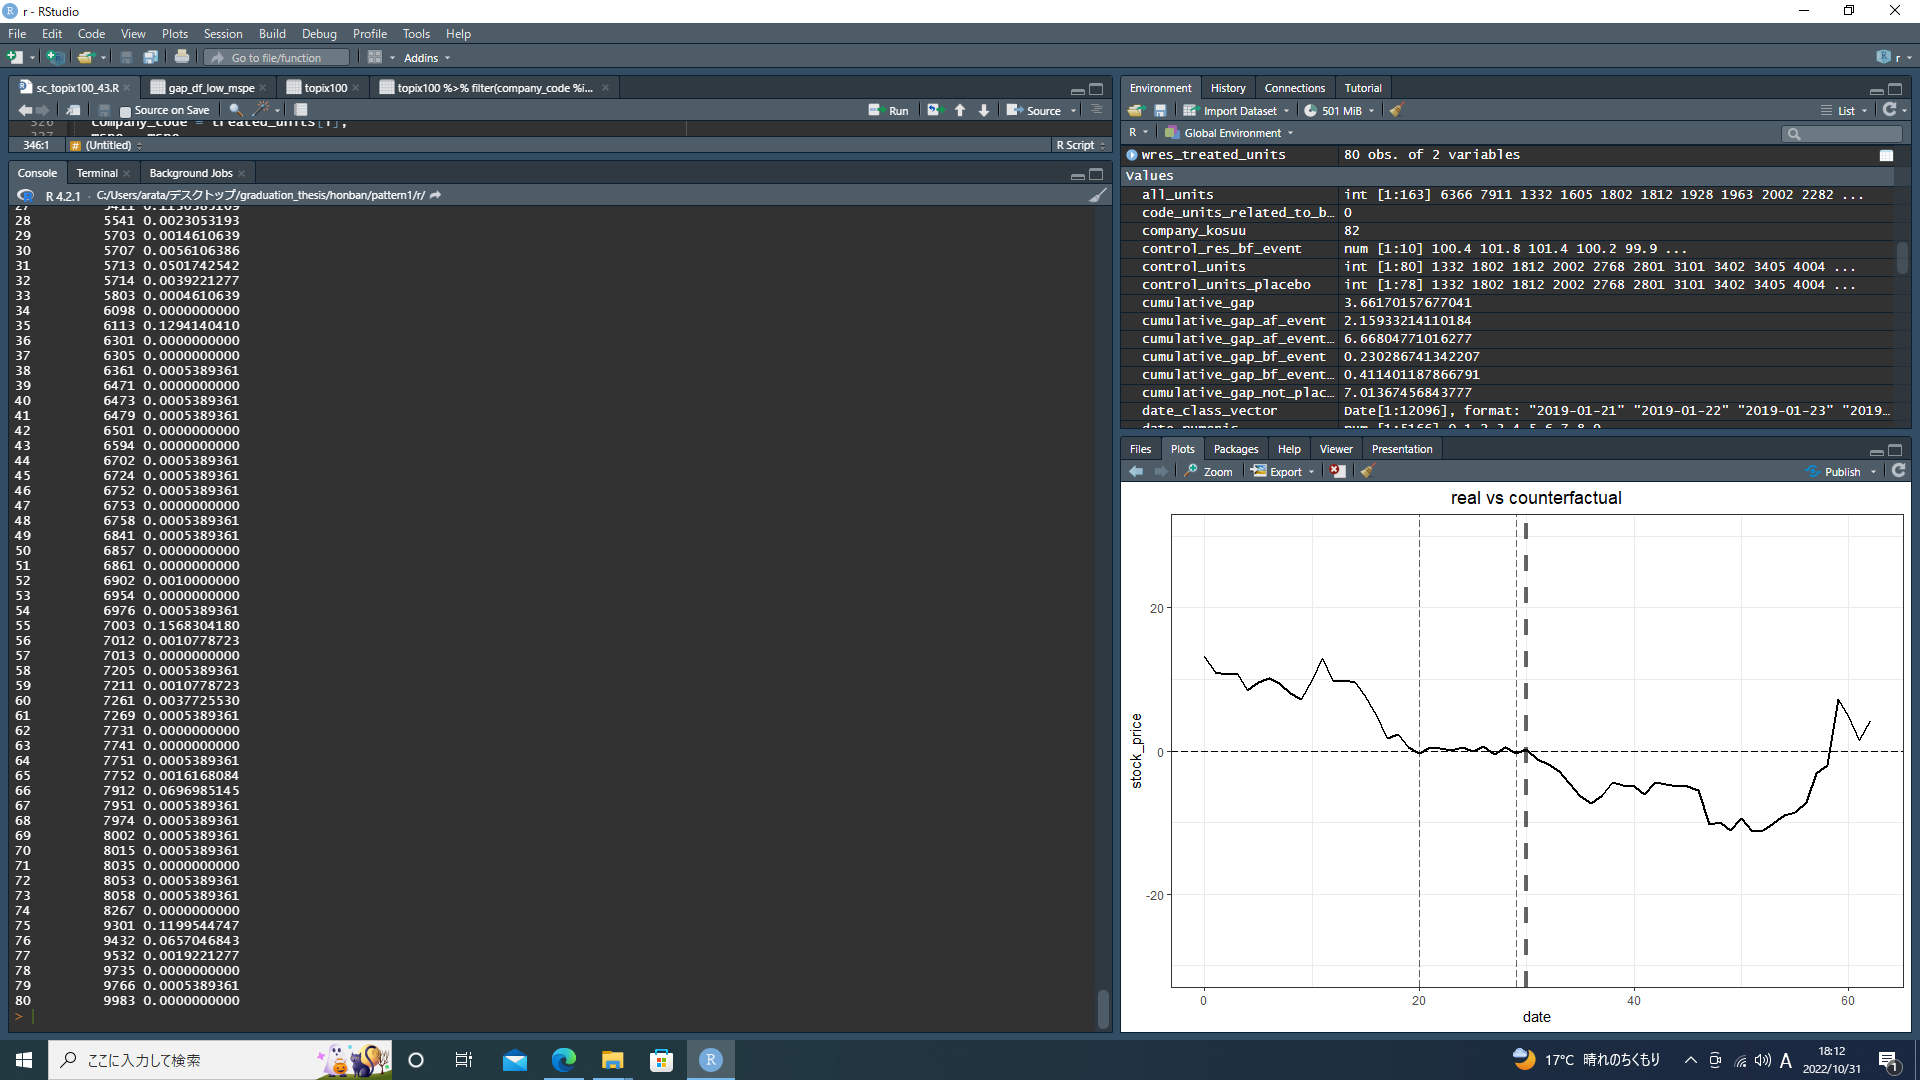 r - RStudio
File Edit Code View Plots Session Build Debug Profile Tools Help
Go to file/function Addins r
sc_topix100_43.R gap_df_low_mspe topix100 topix100 %>% filter(company_code %i...
Source on Save Run Source
company_code = treated_units[i],
346:1 (Untitled) R Script
Console Terminal Background Jobs
R 4.2.1 · C:/Users/arata/デスクトップ/graduation_thesis/honban/pattern1/r/
28 5541 0.0023053193
29 5703 0.0014610639
30 5707 0.0056106386
31 5713 0.0501742542
32 5714 0.0039221277
33 5803 0.0004610639
34 6098 0.0000000000
35 6113 0.1294140410
36 6301 0.0000000000
37 6305 0.0000000000
38 6361 0.0005389361
39 6471 0.0000000000
40 6473 0.0005389361
41 6479 0.0005389361
42 6501 0.0000000000
43 6594 0.0000000000
44 6702 0.0005389361
45 6724 0.0005389361
46 6752 0.0005389361
47 6753 0.0000000000
48 6758 0.0005389361
49 6841 0.0005389361
50 6857 0.0000000000
51 6861 0.0000000000
52 6902 0.0010000000
53 6954 0.0000000000
54 6976 0.0005389361
55 7003 0.1568304180
56 7012 0.0010778723
57 7013 0.0000000000
58 7205 0.0005389361
59 7211 0.0010778723
60 7261 0.0037725530
61 7269 0.0005389361
62 7731 0.0000000000
63 7741 0.0000000000
64 7751 0.0005389361
65 7752 0.0016168084
66 7912 0.0696985145
67 7951 0.0005389361
68 7974 0.0005389361
69 8002 0.0005389361
70 8015 0.0005389361
71 8035 0.0000000000
72 8053 0.0005389361
73 8058 0.0005389361
74 8267 0.0000000000
75 9301 0.1199544747
76 9432 0.0657046843
77 9532 0.0019221277
78 9735 0.0000000000
79 9766 0.0005389361
80 9983 0.0000000000
>
Environment History Connections Tutorial
Import Dataset 501 MiB List
R Global Environment
wres_treated_units 80 obs. of 2 variables
Values
all_units int [1:163] 6366 7911 1332 1605 1802 1812 1928 1963 2002 2282 ...
code_units_related_to_b… 0
company_kosuu 82
control_res_bf_event num [1:10] 100.4 101.8 101.4 100.2 99.9 ...
control_units int [1:80] 1332 1802 1812 2002 2768 2801 3101 3402 3405 4004 ...
control_units_placebo int [1:78] 1332 1802 1812 2002 2768 2801 3101 3402 3405 4004 ...
cumulative_gap 3.66170157677041
cumulative_gap_af_event 2.15933214110184
cumulative_gap_af_event… 6.66804771016277
cumulative_gap_bf_event 0.230286741342207
cumulative_gap_bf_event… 0.411401187866791
cumulative_gap_not_plac… 7.01367456843777
date_class_vector Date[1:12096], format: "2019-01-21" "2019-01-22" "2019-01-23" "2019…
Files Plots Packages Help Viewer Presentation
Zoom Export Publish
real vs counterfactual
20
0
-20
stock_price
0 20 40 60
date
ここに入力して検索
R
17°C 晴れのちくもり
A
18:12
2022/10/31
1